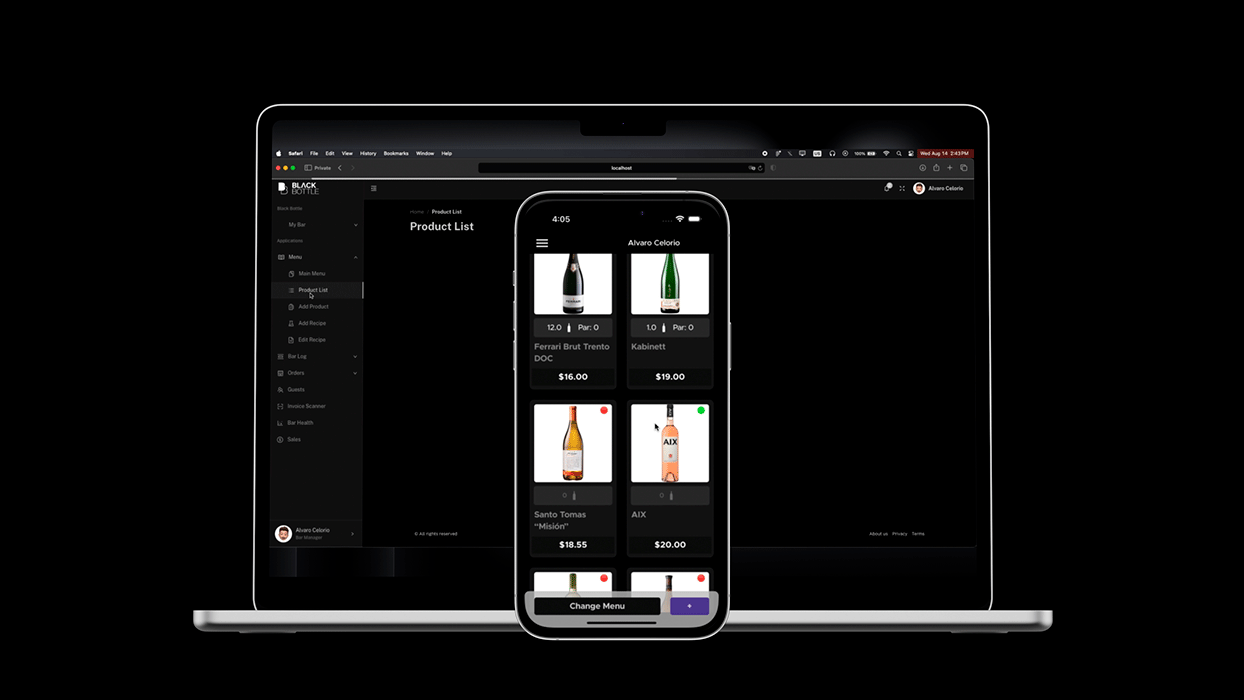 Safari File Edit View History Bookmarks Window Help
100%
Wed Aug 14 2:43PM
Private
localhost
BLACK
BOTTLE
Alvaro Celorio
Black Bottle
My Bar
Applications
Menu
Main Menu
Product List
Add Product
Add Recipe
Edit Recipe
Bar Log
Orders
Guests
Invoice Scanner
Bar Health
Sales
Alvaro Celorio
Bar Manager
Home Product List
Product List
© All rights reserved
About us Privacy Terms
4:05
Alvaro Celorio
12.0 Par: 0
Ferrari Brut Trento
DOC
$16.00
1.0 Par: 0
Kabinett
$19.00
0
Santo Tomas
“Misión”
$18.55
AIX
0
AIX
$20.00
Change Menu
+